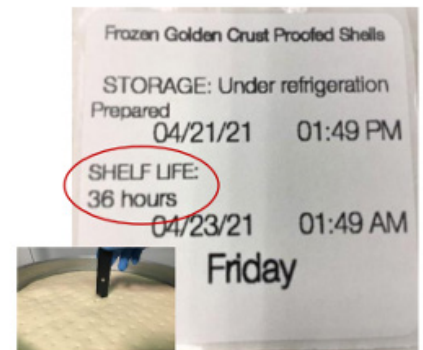 Frozen Golden Crust Proofed Shells
STORAGE: Under refrigeration
Prepared
04/21/21 01:49 PM
SHELF LIFE:
36 hours
04/23/21 01:49 AM
Friday